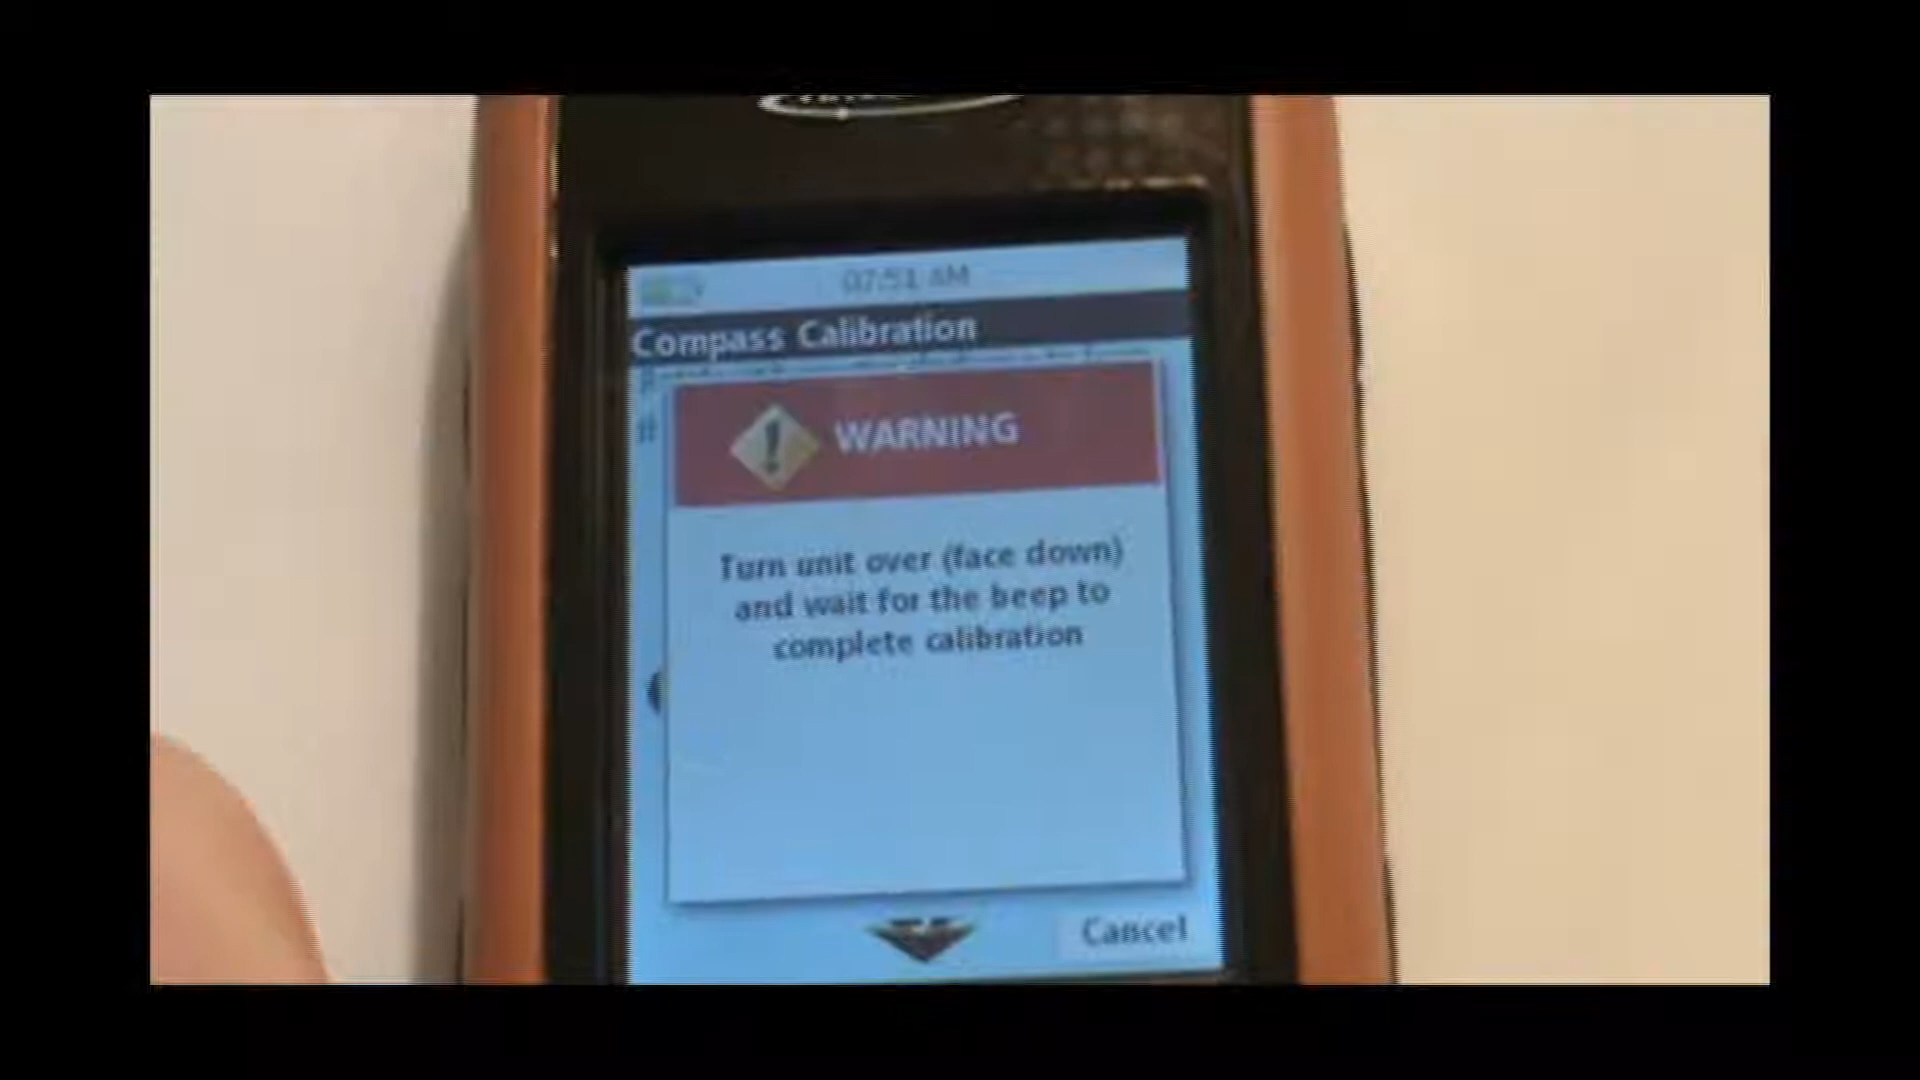 07:51 AM
Compass Calibration
WARNING
Turn unit over (face down)
and wait for the beep to
complete calibration
Cancel